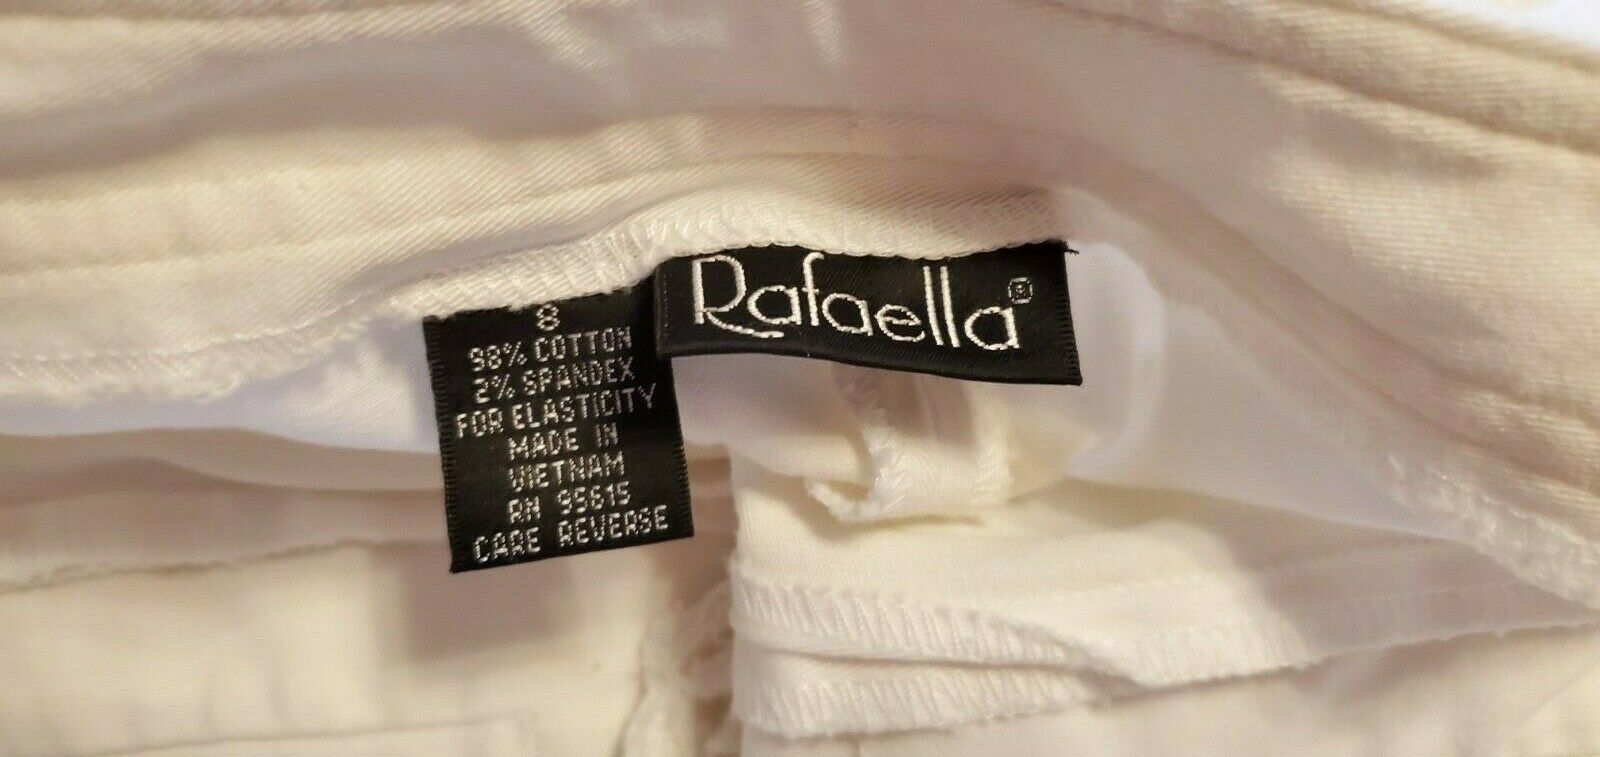 Rafaella®
8
98% COTTON
2% SPANDEX
FOR ELASTICITY
MADE IN
VIETNAM
RN 95615
CARE REVERSE